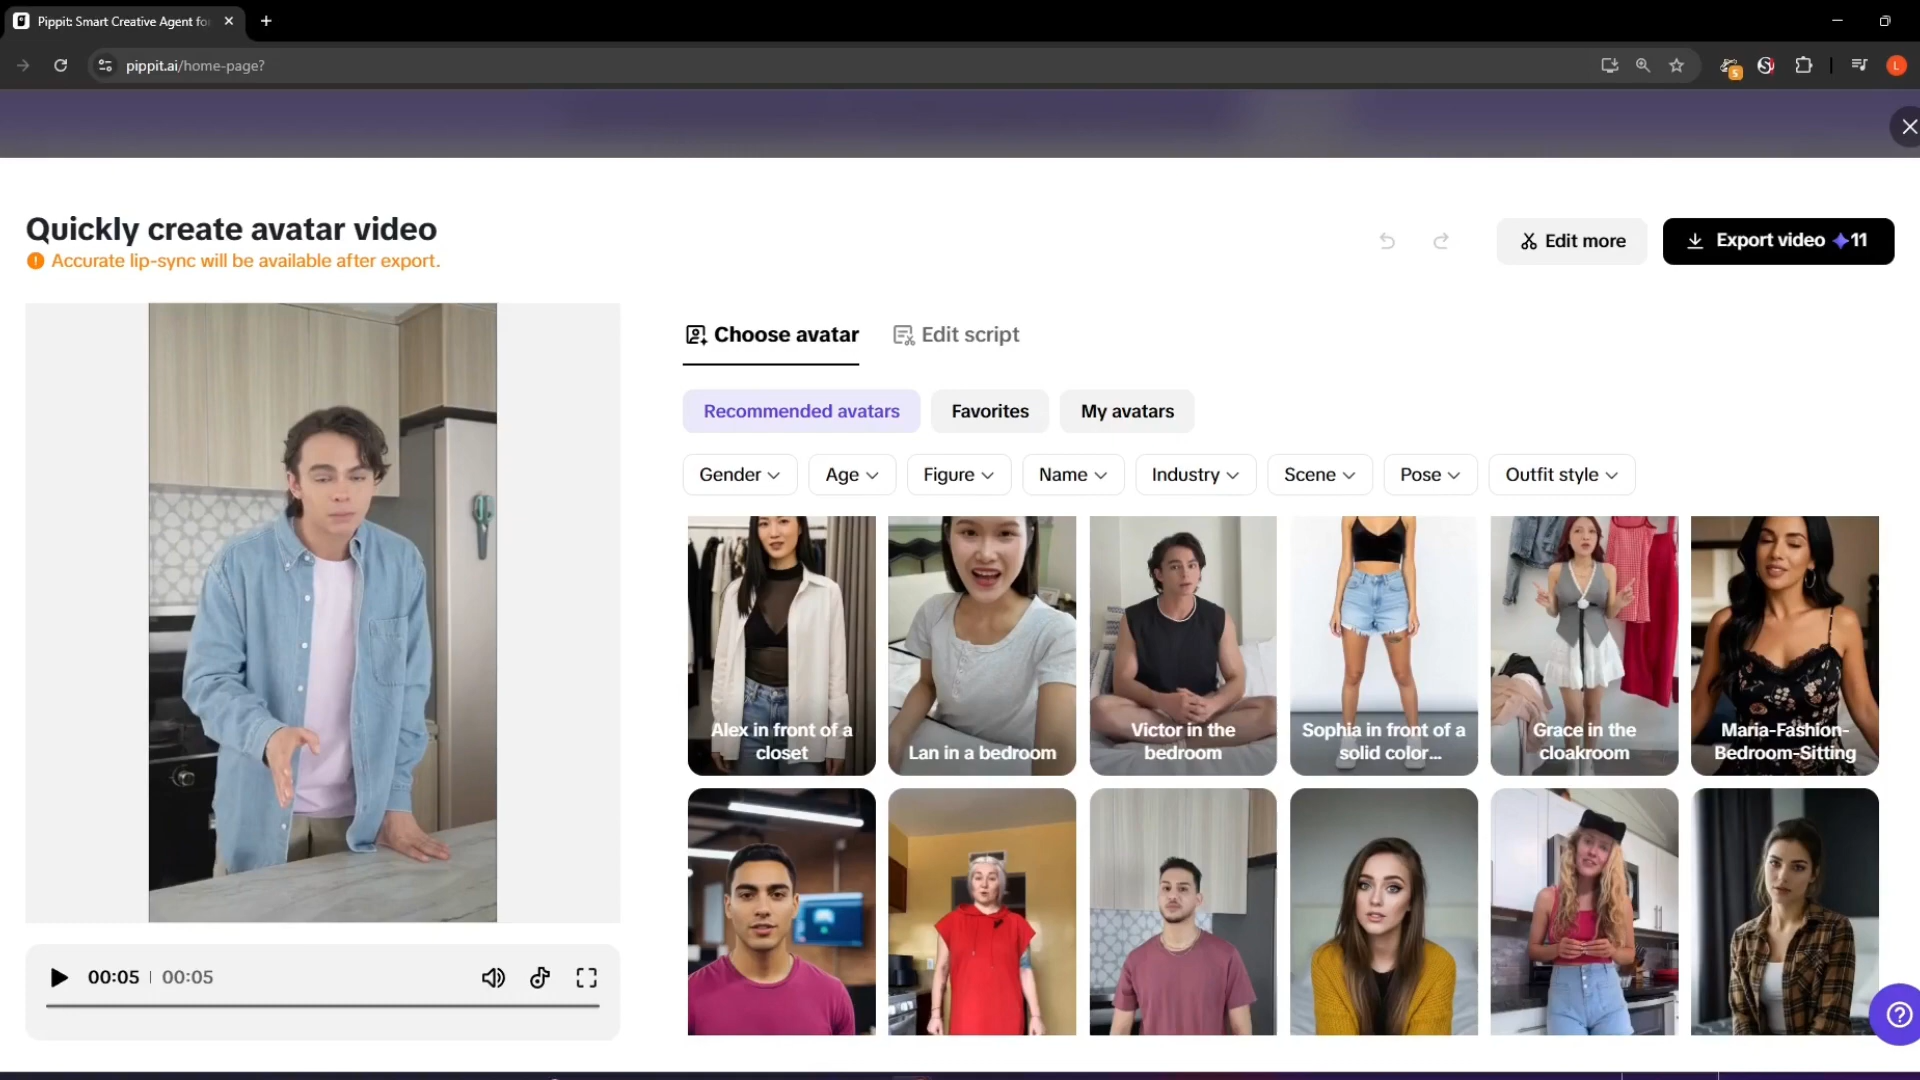 Pippit: Smart Creative Agent fo
pippit.ai/home-page?
5
L
Quickly create avatar video
Accurate lip-sync will be available after export.
Edit more
Export video 11
Choose avatar
Edit script
Recommended avatars
Favorites
My avatars
Gender
Age
Figure
Name
Industry
Scene
Pose
Outfit style
Alex in front of a
closet
Lan in a bedroom
Victor in the
bedroom
Sophia in front of a
solid color...
Grace in the
cloakroom
Maria-Fashion-
Bedroom-Sitting
00:05 | 00:05